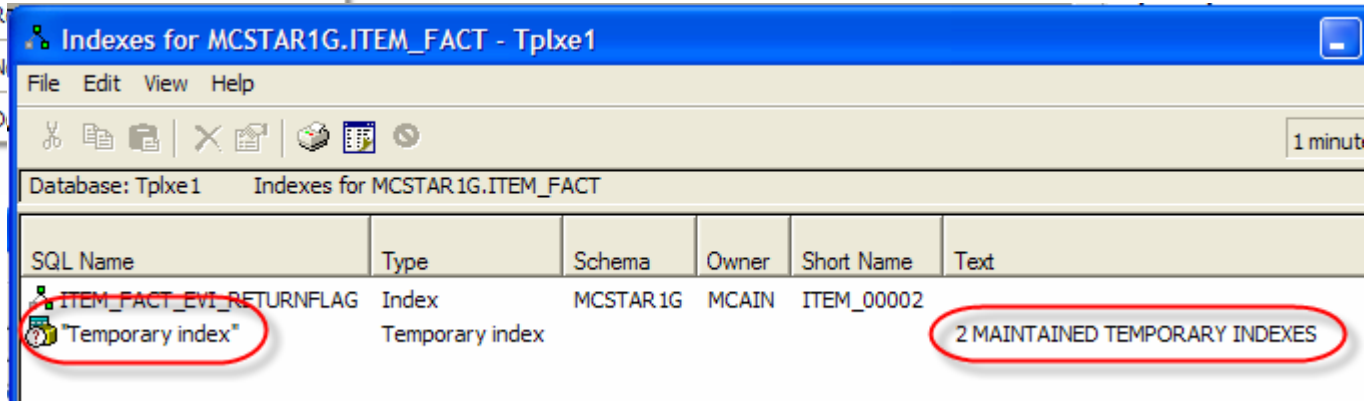 Indexes for MCSTAR1G.ITEM_FACT - Tplxe1
File Edit View Help
1 minute
Database: Tplxe1 Indexes for MCSTAR1G.ITEM_FACT
SQL Name Type Schema Owner Short Name Text
ITEM_FACT_EVI_RETURNFLAG Index MCSTAR1G MCAIN ITEM_00002
"Temporary index" Temporary index 2 MAINTAINED TEMPORARY INDEXES